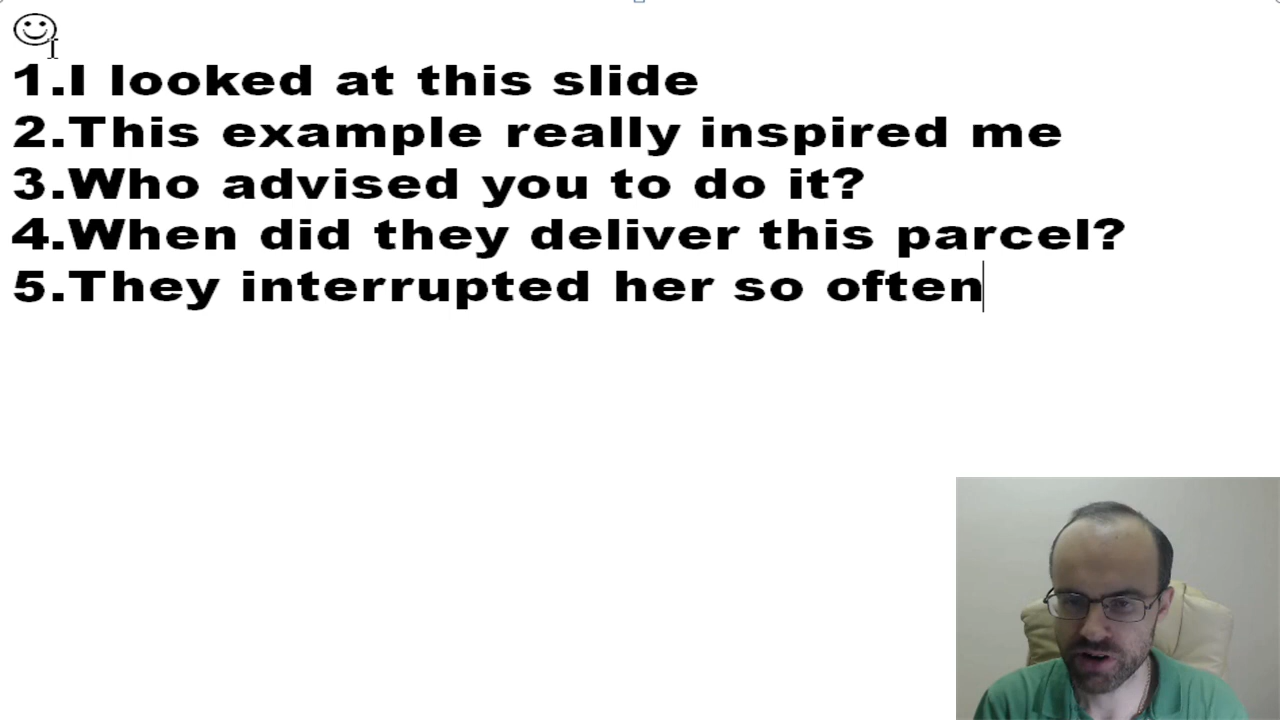 1.I looked at this slide
2.This example really inspired me
3.Who advised you to do it?
4.When did they deliver this parcel?
5.They interrupted her so often